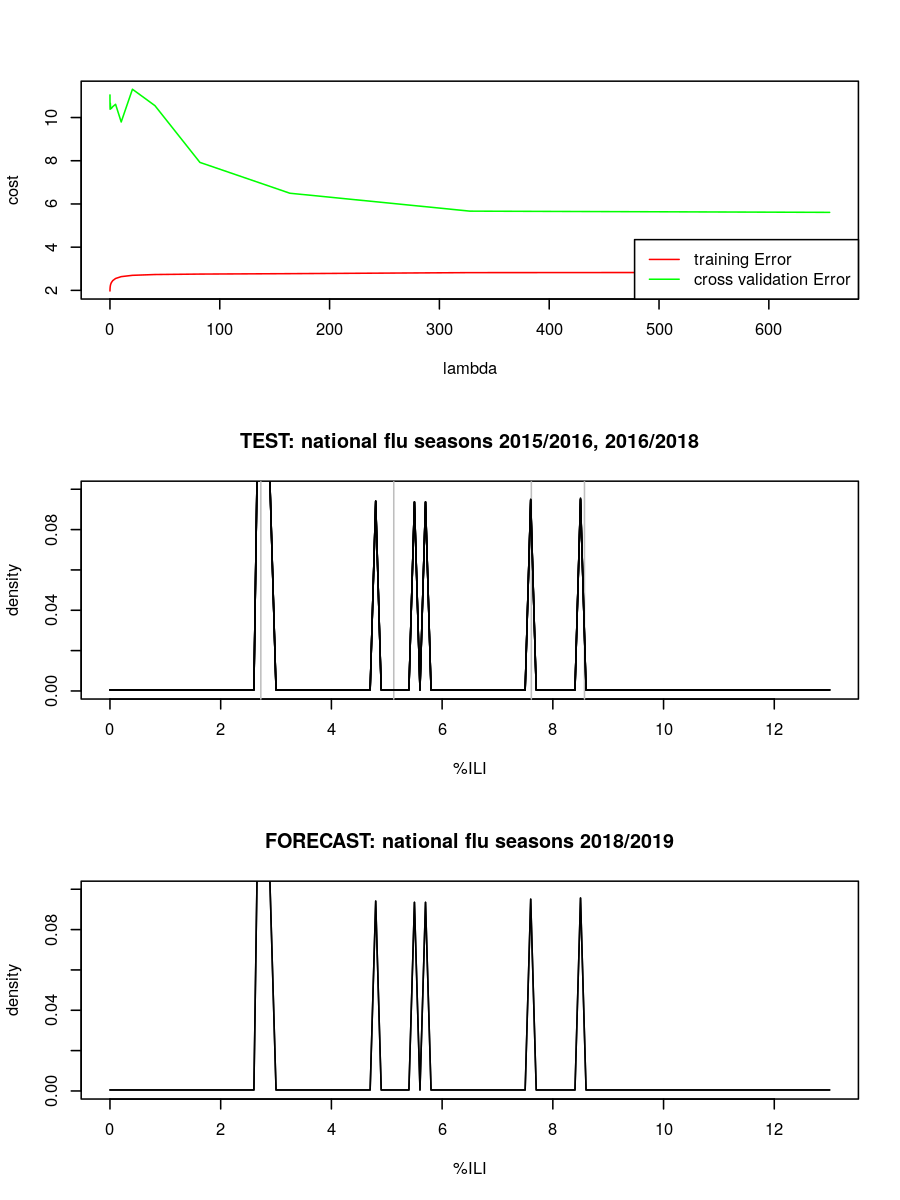 10
8
6
4
2
cost
training Error
cross validation Error
0 100 200 300 400 500 600
lambda
TEST: national flu seasons 2015/2016, 2016/2018
0.08
0.04
0.00
density
0 2 4 6 8 10 12
%ILI
FORECAST: national flu seasons 2018/2019
0.08
0.04
0.00
density
0 2 4 6 8 10 12
%ILI